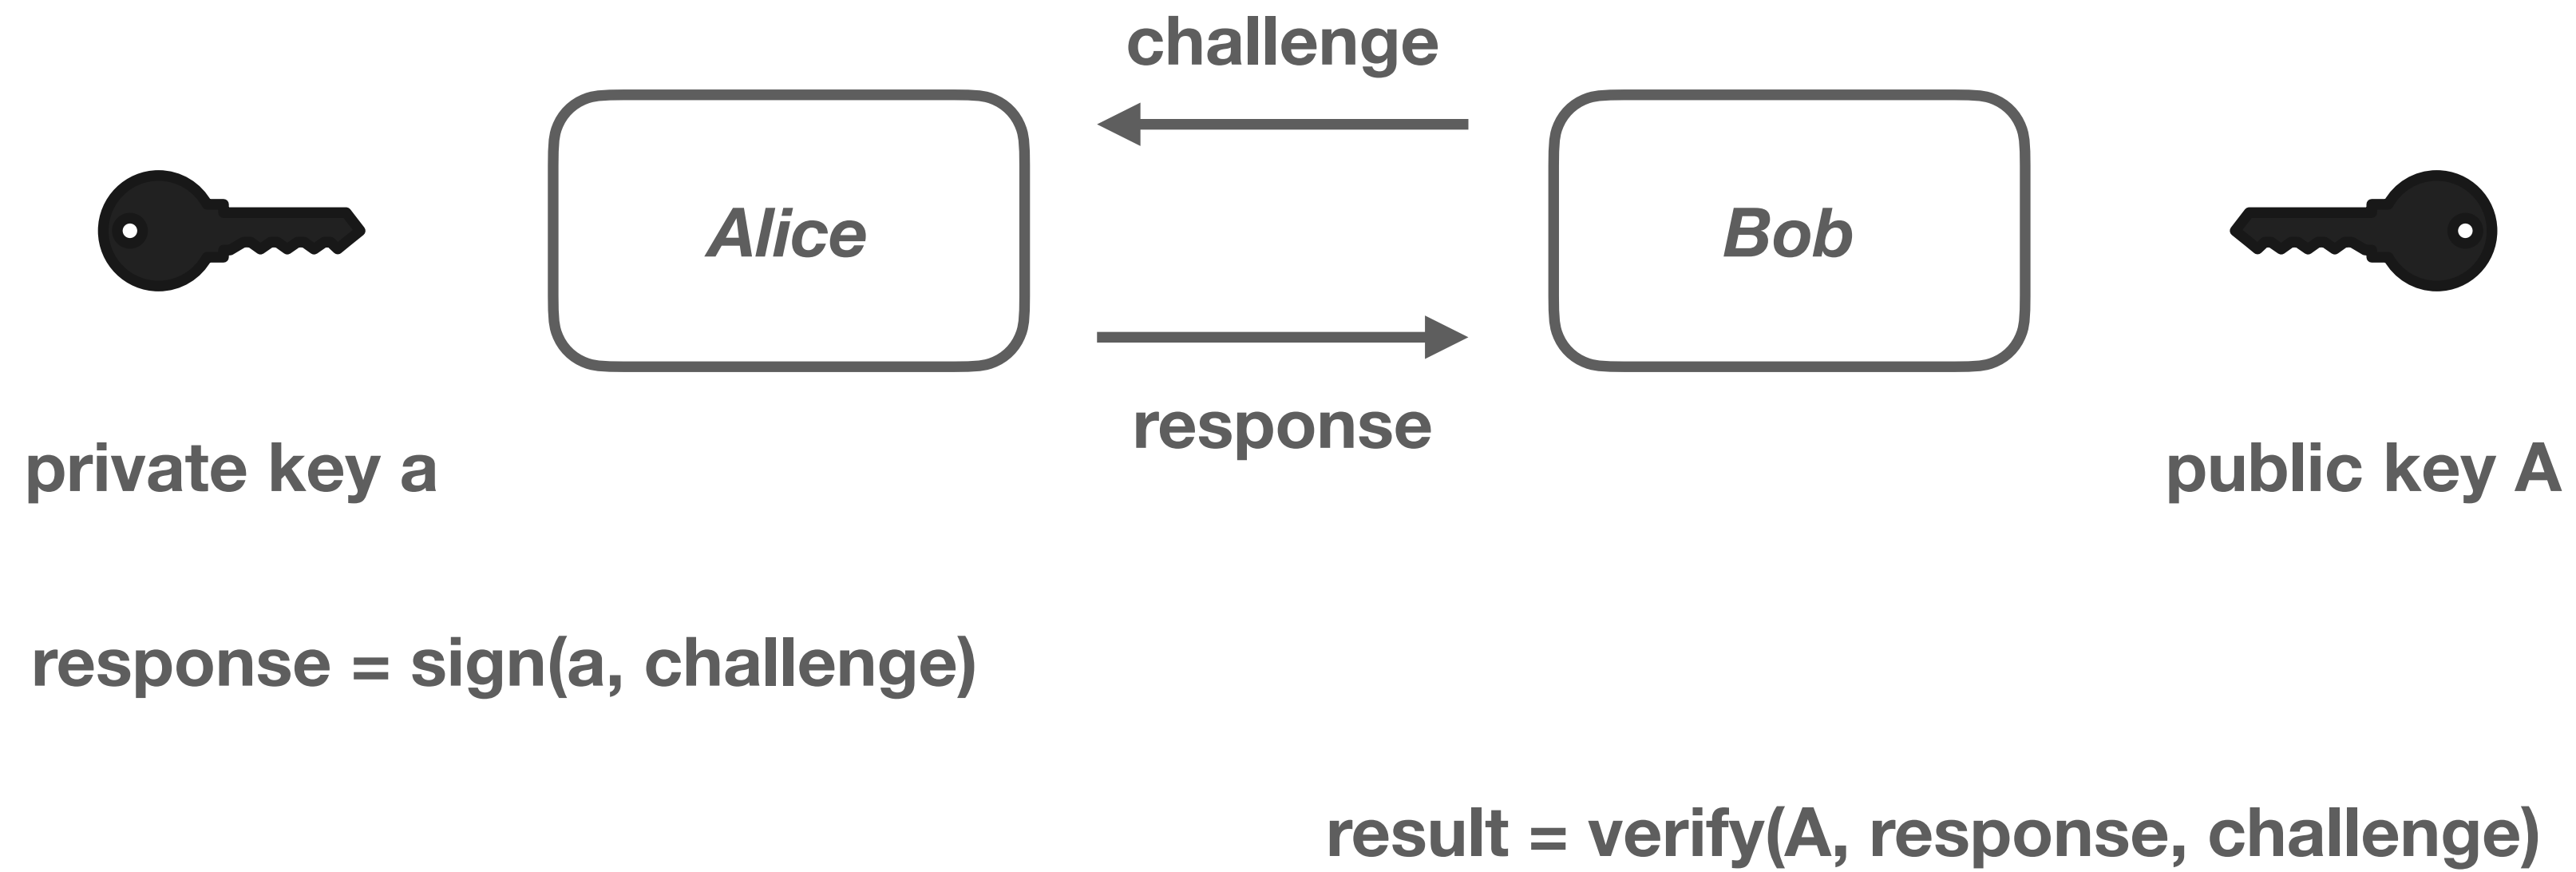 challenge
Alice
Bob
response
private key a
public key A
response = sign(a, challenge)
result = verify(A, response, challenge)